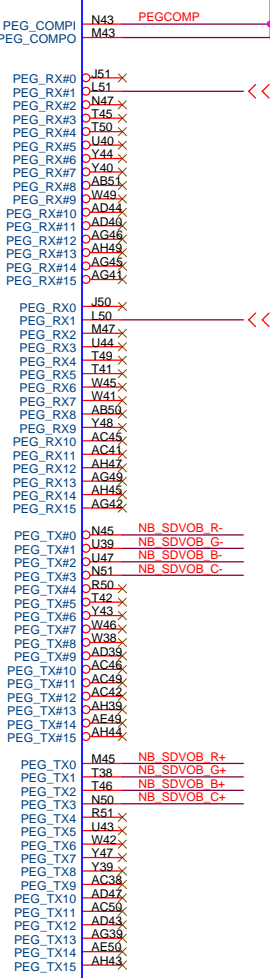 PEG_COMPI N43 PEGCOMP
PEG_COMPO M43
PEG_RX#0 J51
PEG_RX#1 L51
PEG_RX#2 N47
PEG_RX#3 T45
PEG_RX#4 T50
PEG_RX#5 U40
PEG_RX#6 Y44
PEG_RX#7 Y40
PEG_RX#8 AB51
PEG_RX#9 W49
PEG_RX#10 AD44
PEG_RX#11 AD40
PEG_RX#12 AG46
PEG_RX#13 AH49
PEG_RX#14 AG45
PEG_RX#15 AG41
PEG_RX0 J50
PEG_RX1 L50
PEG_RX2 M47
PEG_RX3 U44
PEG_RX4 T49
PEG_RX5 T41
PEG_RX6 W45
PEG_RX7 W41
PEG_RX8 AB50
PEG_RX9 Y48
PEG_RX10 AC45
PEG_RX11 AC41
PEG_RX12 AH47
PEG_RX13 AG49
PEG_RX14 AH45
PEG_RX15 AG42
PEG_TX#0 N45 NB_SDVOB_R-
PEG_TX#1 U39 NB_SDVOB_G-
PEG_TX#2 U47 NB_SDVOB_B-
PEG_TX#3 N51 NB_SDVOB_C-
PEG_TX#4 R50
PEG_TX#5 T42
PEG_TX#6 Y43
PEG_TX#7 W46
PEG_TX#8 W38
PEG_TX#9 AD39
PEG_TX#10 AC46
PEG_TX#11 AC49
PEG_TX#12 AC42
PEG_TX#13 AH39
PEG_TX#14 AE49
PEG_TX#15 AH44
PEG_TX0 M45 NB_SDVOB_R+
PEG_TX1 T38 NB_SDVOB_G+
PEG_TX2 T46 NB_SDVOB_B+
PEG_TX3 N50 NB_SDVOB_C+
PEG_TX4 R51
PEG_TX5 U43
PEG_TX6 W42
PEG_TX7 Y47
PEG_TX8 Y39
PEG_TX9 AC38
PEG_TX10 AD47
PEG_TX11 AC50
PEG_TX12 AD43
PEG_TX13 AG39
PEG_TX14 AE50
PEG_TX15 AH43